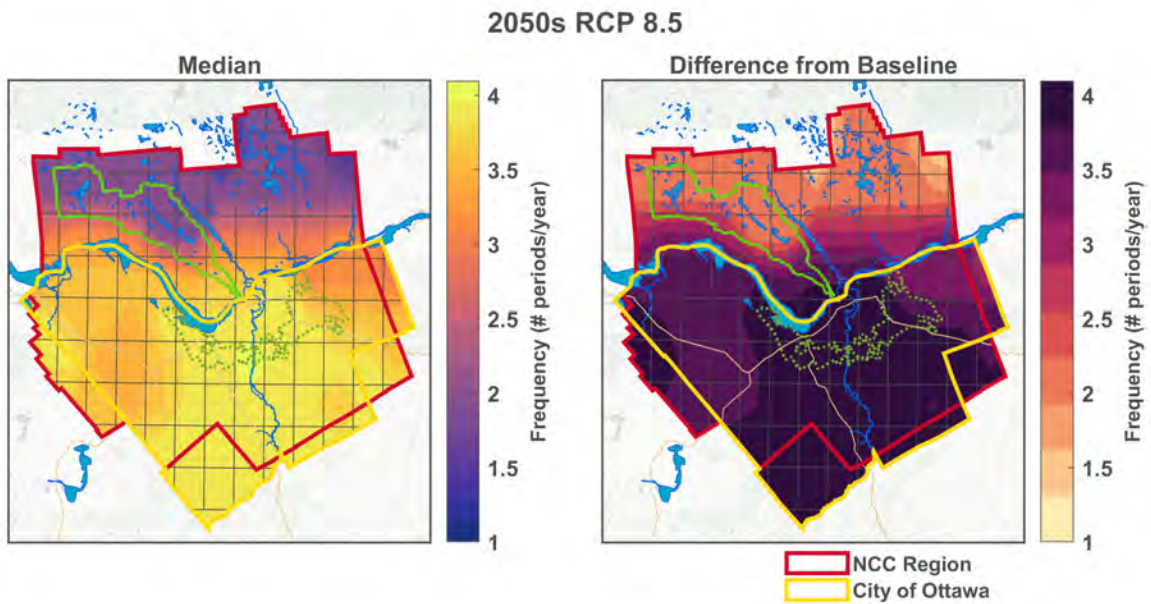 2050s RCP 8.5
Median
Difference from Baseline
4
3.5
3
2.5
2
1.5
1
Frequency (# periods/year)
4
3.5
3
2.5
2
1.5
1
Frequency (# periods/year)
NCC Region
City of Ottawa